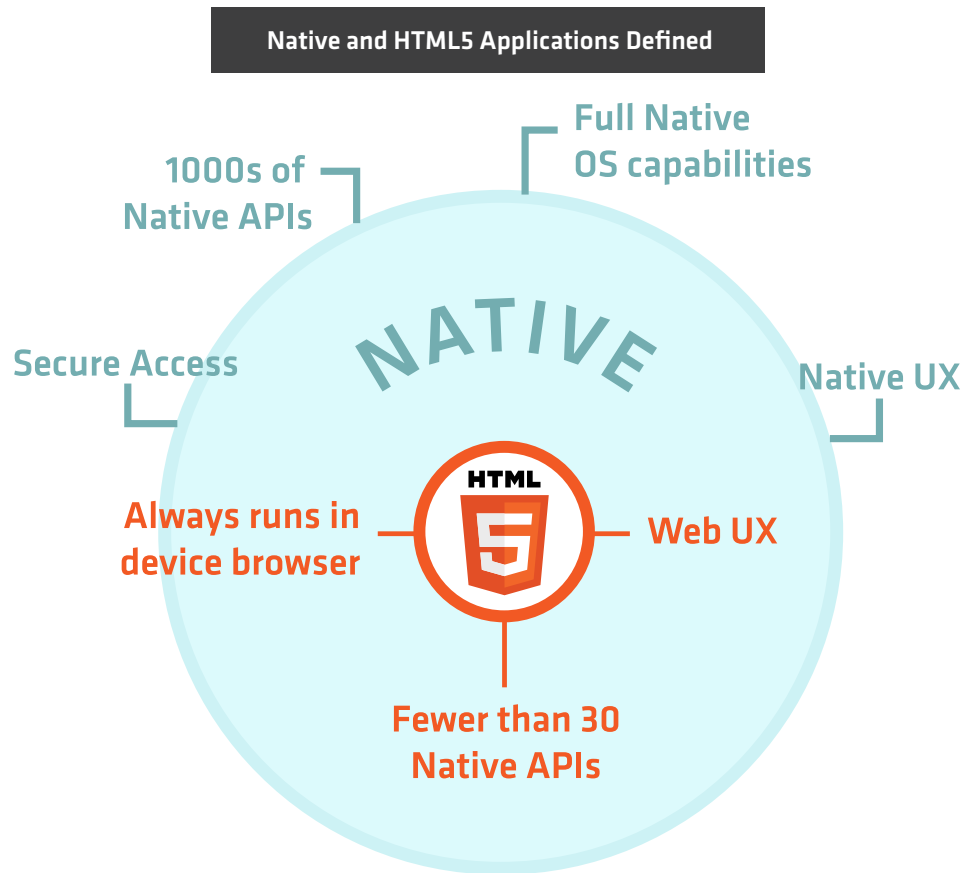 Native and HTML5 Applications Defined
Full Native
OS capabilities
1000s of
Native APIs
NATIVE
Secure Access
Native UX
HTML
5
Always runs in
device browser
Web UX
Fewer than 30
Native APIs